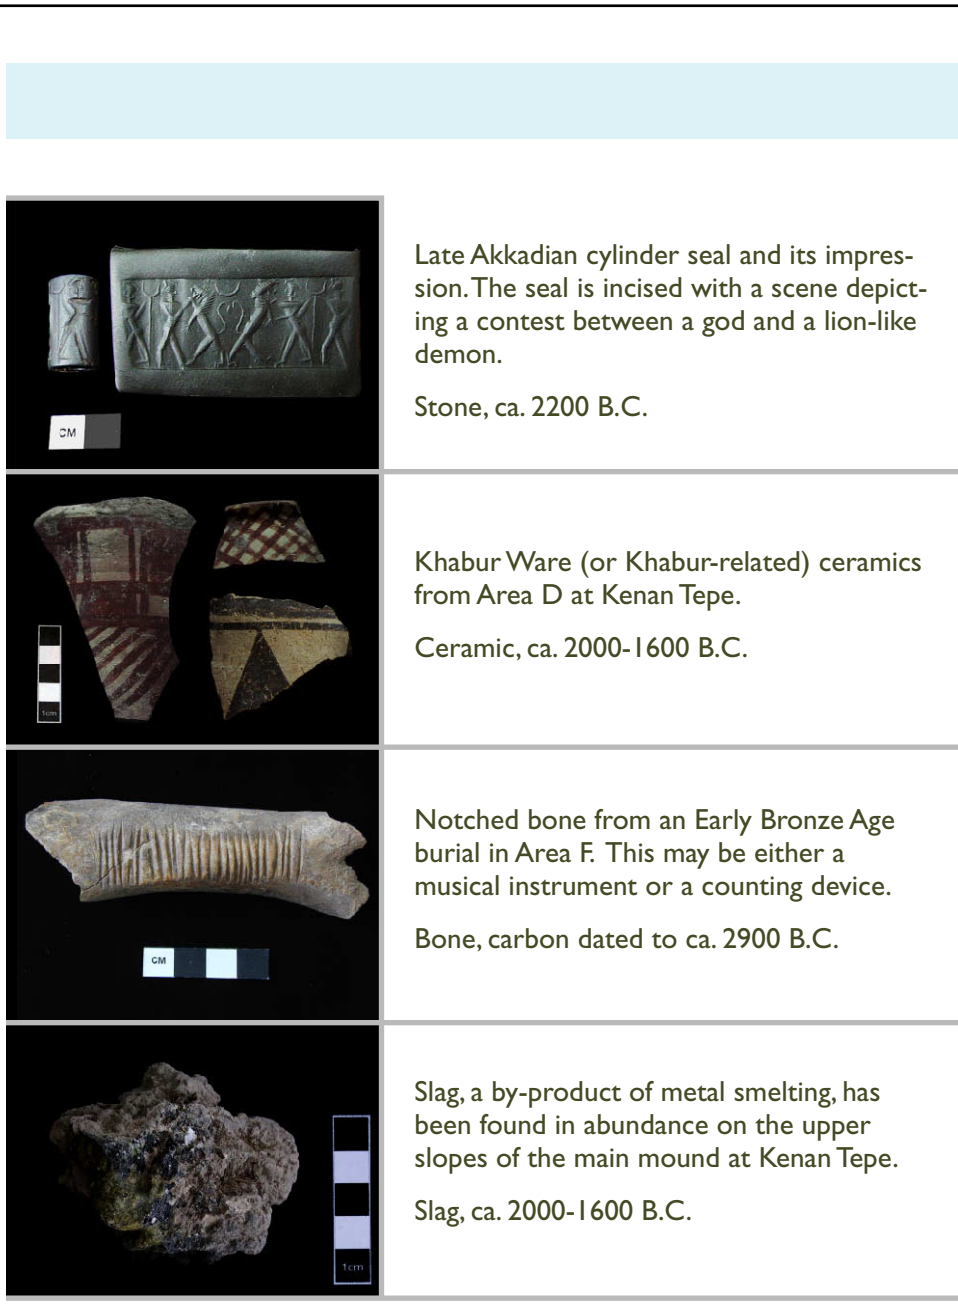 Late Akkadian cylinder seal and its impres-
sion. The seal is incised with a scene depict-
ing a contest between a god and a lion-like
demon.
Stone, ca. 2200 B.C.
CM
Khabur Ware (or Khabur-related) ceramics
from Area D at Kenan Tepe.
Ceramic, ca. 2000-1600 B.C.
1cm
Notched bone from an Early Bronze Age
burial in Area F. This may be either a
musical instrument or a counting device.
Bone, carbon dated to ca. 2900 B.C.
CM
Slag, a by-product of metal smelting, has
been found in abundance on the upper
slopes of the main mound at Kenan Tepe.
Slag, ca. 2000-1600 B.C.
1cm